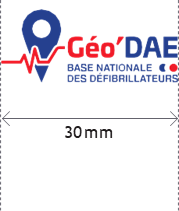 Géo'DAE
BASE NATIONALE
DES DÉFIBRILLATEURS
30mm